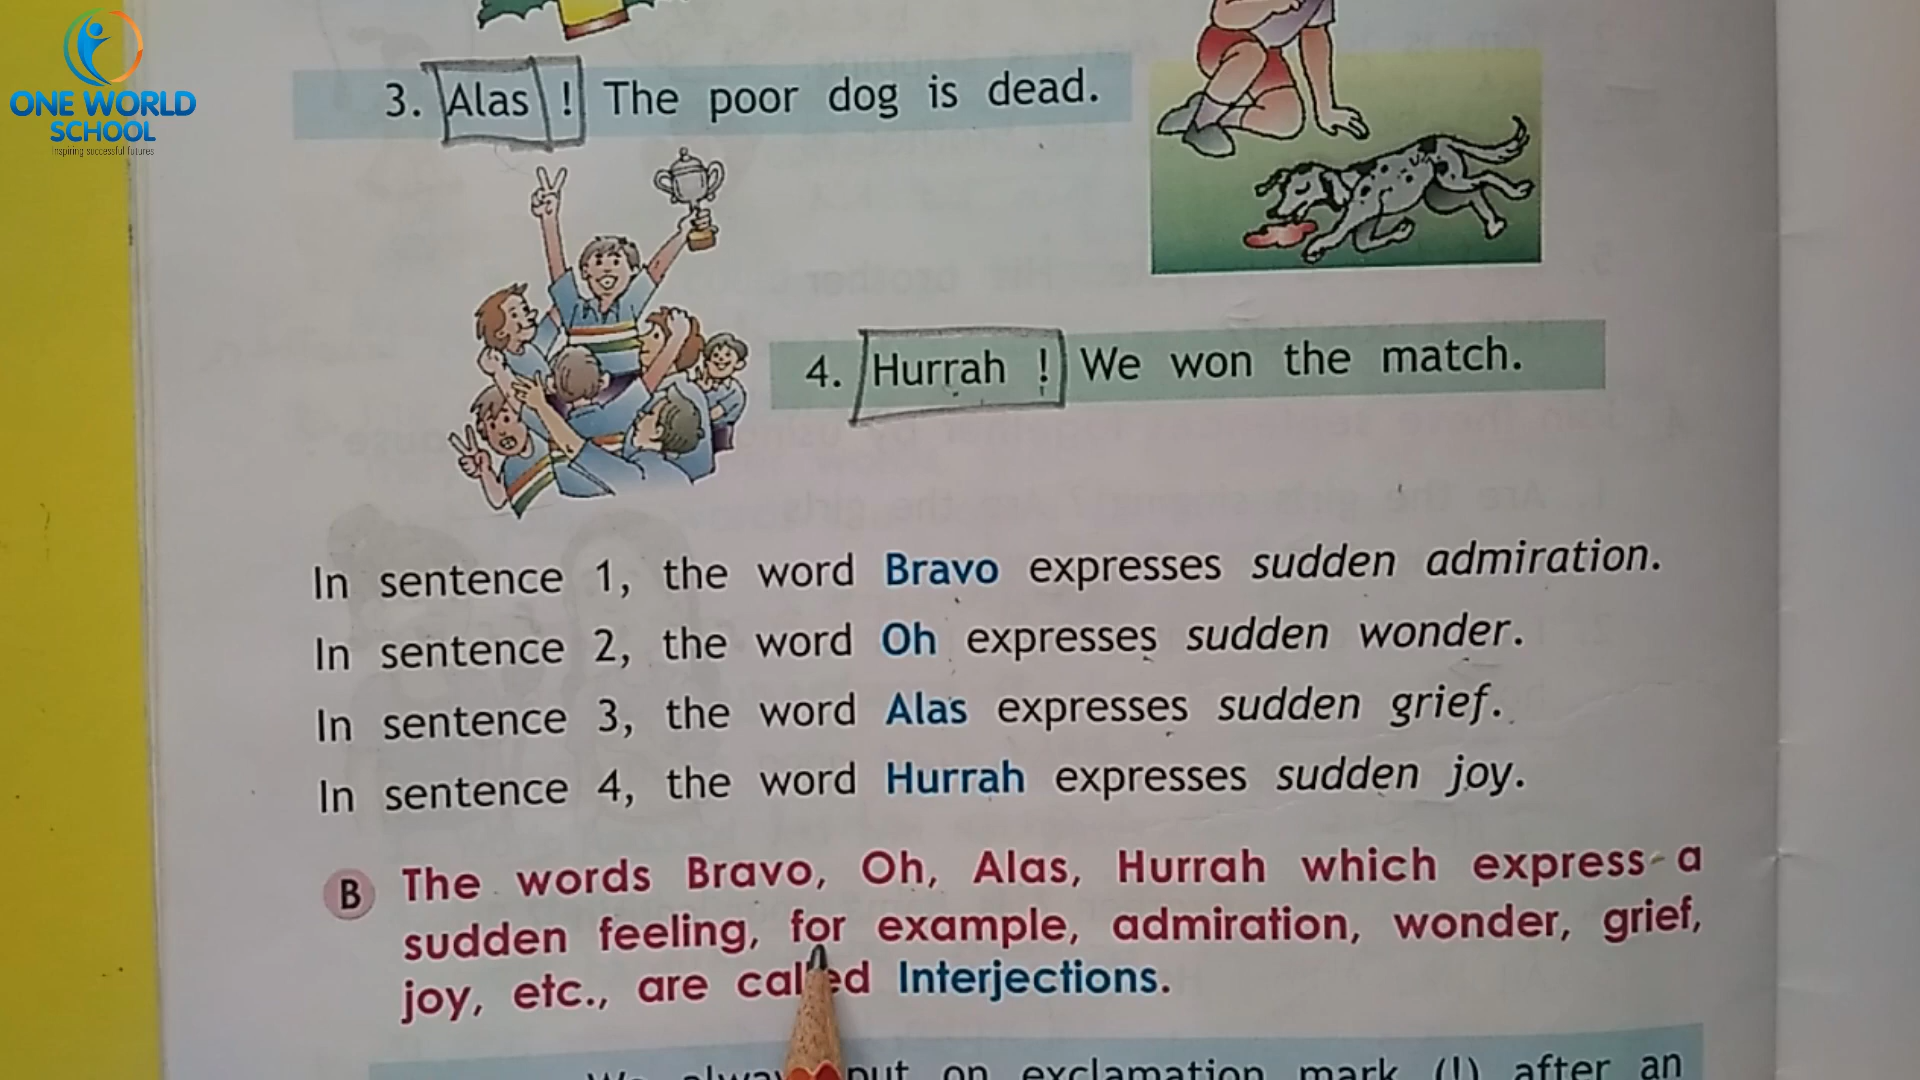 ONE WORLD
SCHOOL
Inspiring successful futures
3. Alas ! The poor dog is dead.
4. Hurrah ! We won the match.
In sentence 1, the word Bravo expresses sudden admiration.
In sentence 2, the word Oh expresses sudden wonder.
In sentence 3, the word Alas expresses sudden grief.
In sentence 4, the word Hurrah expresses sudden joy.
B The words Bravo, Oh, Alas, Hurrah which express a
sudden feeling, for example, admiration, wonder, grief,
joy, etc., are called Interjections.
We always put an exclamation mark (!) after an